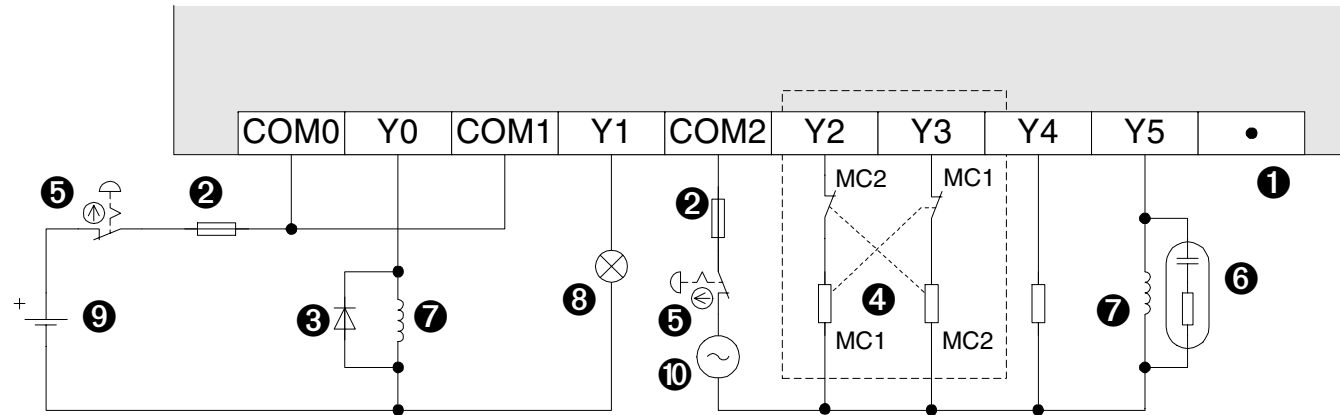 COM0 Y0 COM1 Y1 COM2 Y2 Y3 Y4 Y5 •
MC2 MC1
❺ ❷ ❷ ❶
+
❾ ❸ ❼ ❽ ❺ ❹ ❼ ❻
MC1 MC2
❿